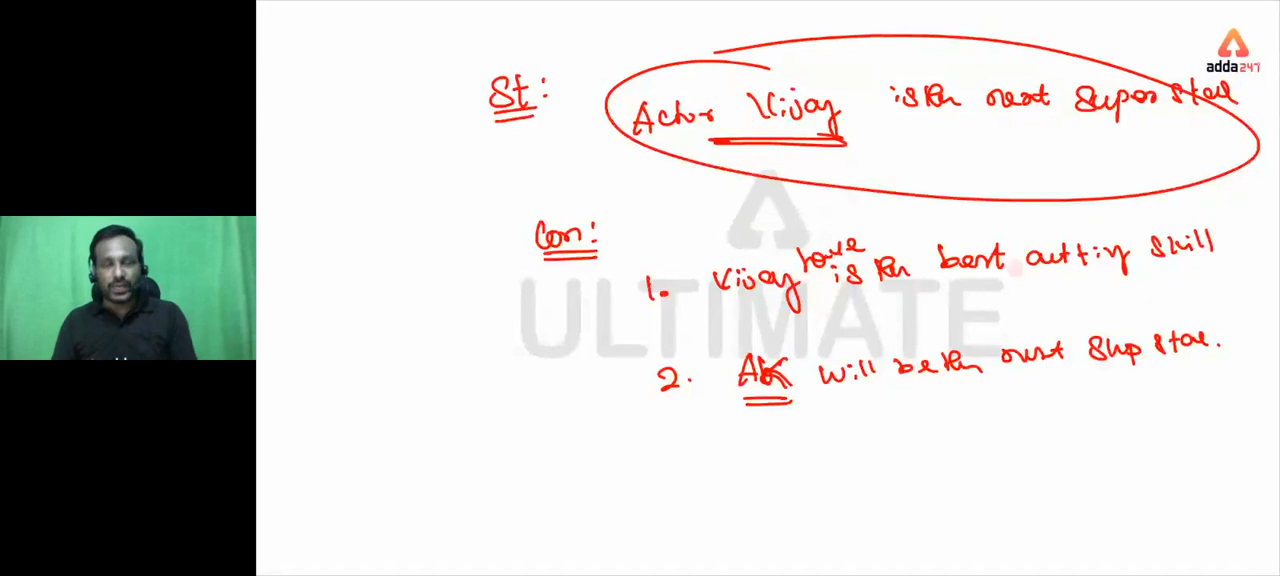 adda247
St:
Actor Vijay is the next Super Star
Con:
have
1. Vijay is the best acting skill
ULTIMATE
2. AK will be the next Sup star.